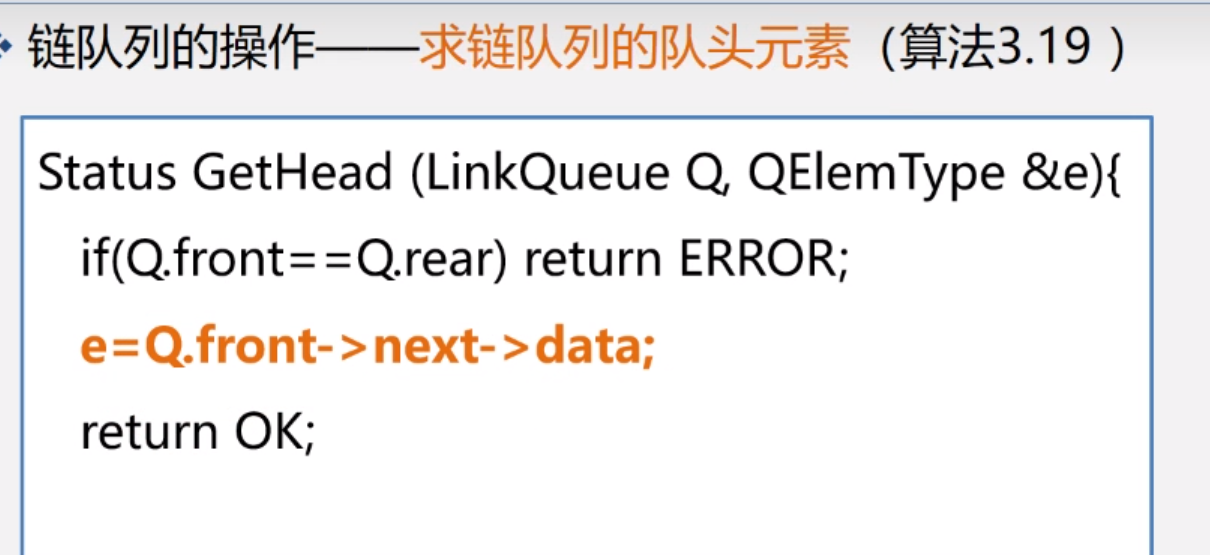 链队列的操作——求链队列的队头元素（算法3.19 ）
Status GetHead (LinkQueue Q, QElemType &e){
if(Q.front==Q.rear) return ERROR;
e=Q.front->next->data;
return OK;